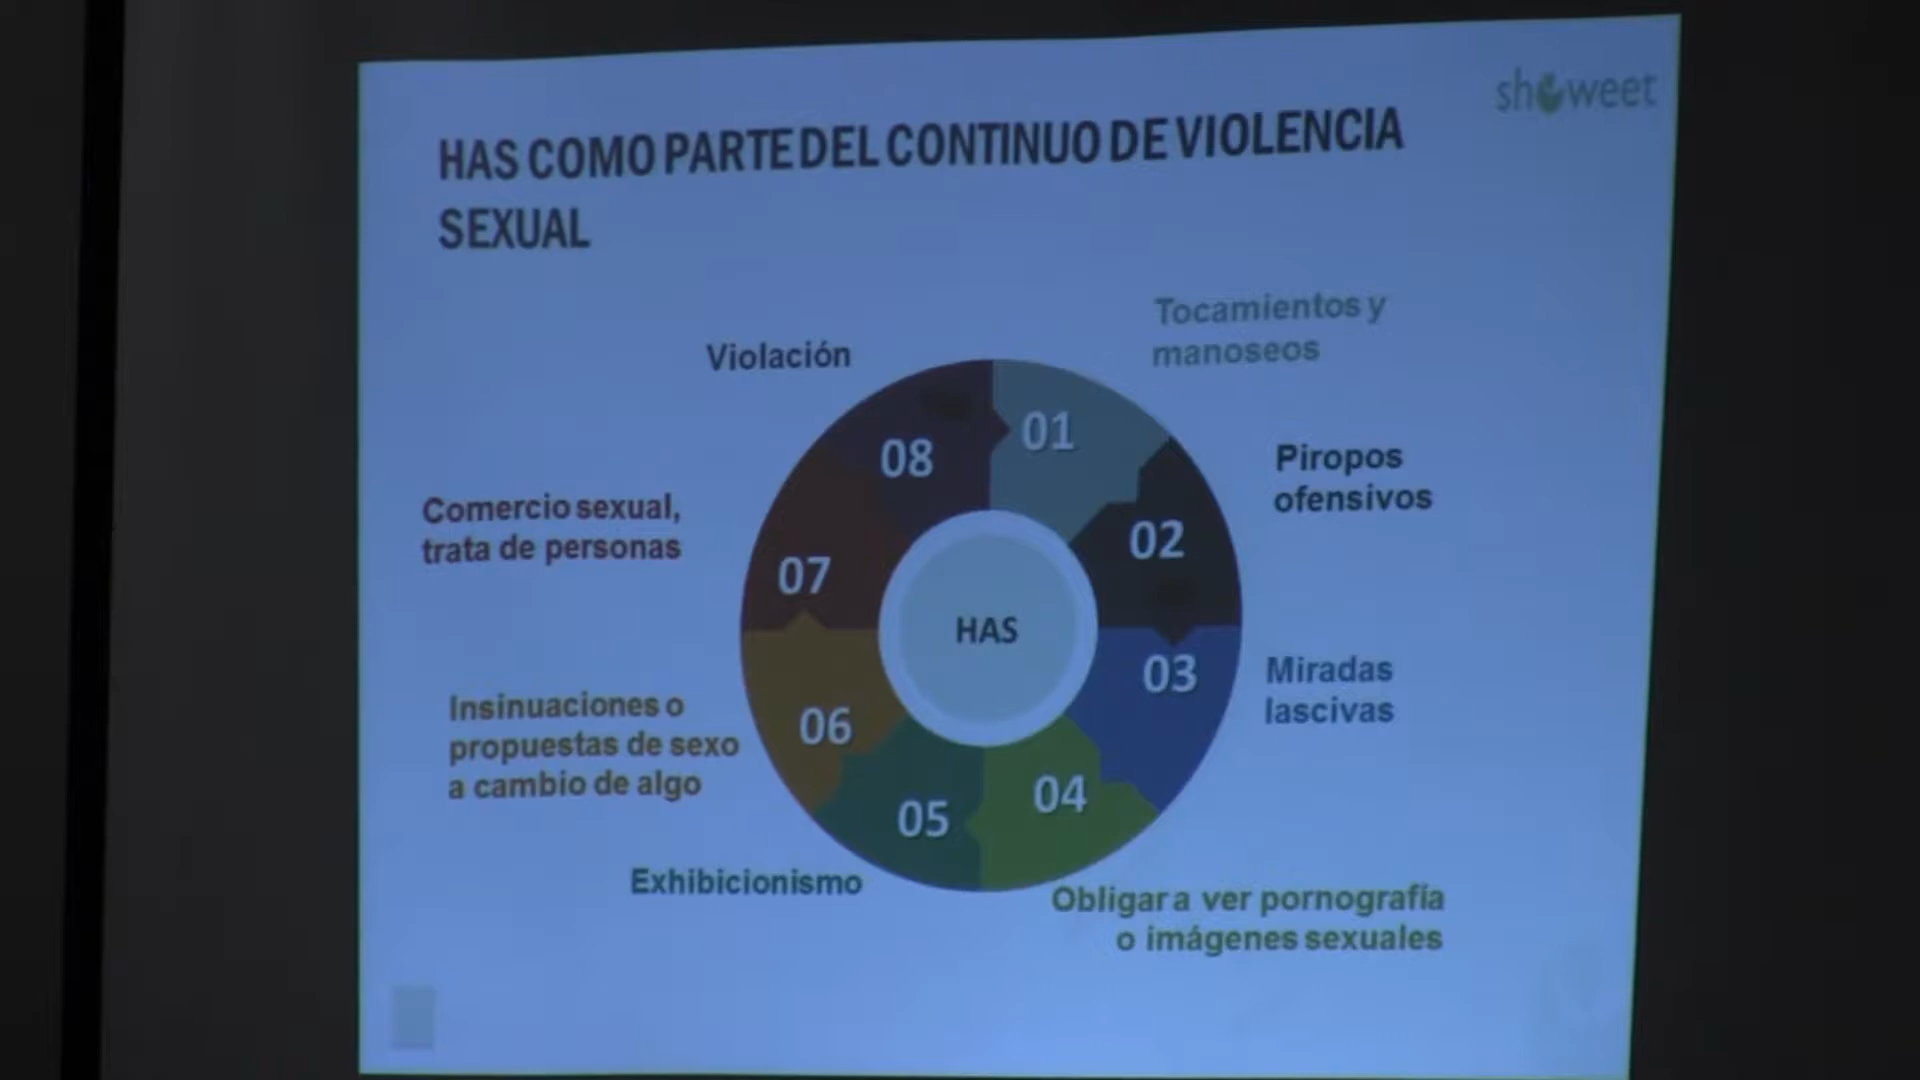 showeet
HAS COMO PARTE DEL CONTINUO DE VIOLENCIA
SEXUAL
Tocamientos y
manoseos
Violación
01
08
Piropos
ofensivos
02
Comercio sexual,
trata de personas
07
HAS
03
Miradas
lascivas
Insinuaciones o
propuestas de sexo
a cambio de algo
06
04
05
Exhibicionismo
Obligar a ver pornografía
o imágenes sexuales